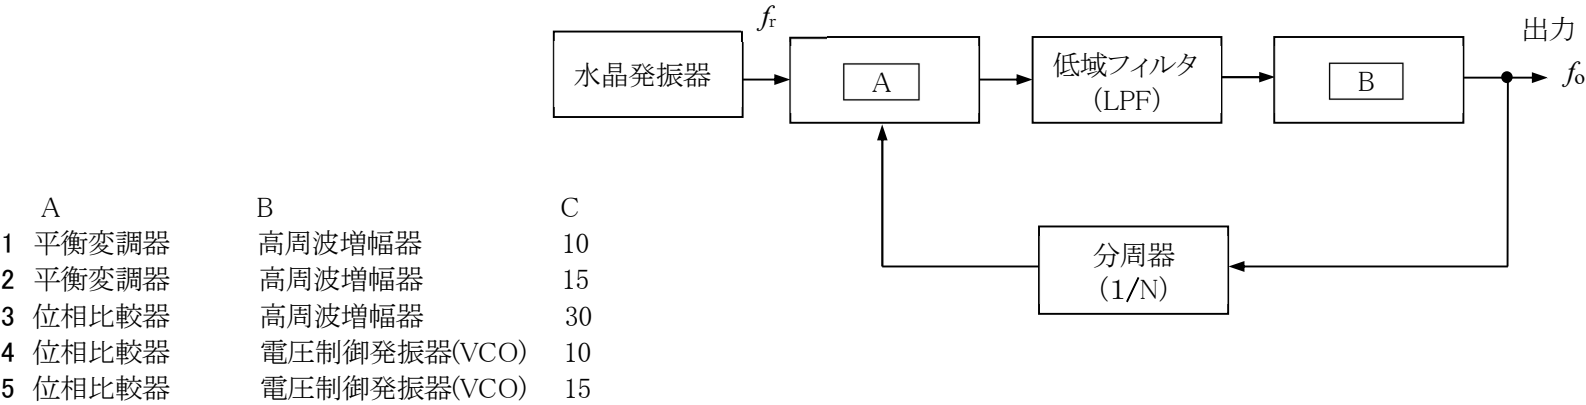 f r
出力
水晶発振器
A
低域フィルタ
(LPF)
B
f o
分周器
(1/N)
A B C
1 平衡変調器 高周波増幅器 10
2 平衡変調器 高周波増幅器 15
3 位相比較器 高周波増幅器 30
4 位相比較器 電圧制御発振器(VCO) 10
5 位相比較器 電圧制御発振器(VCO) 15